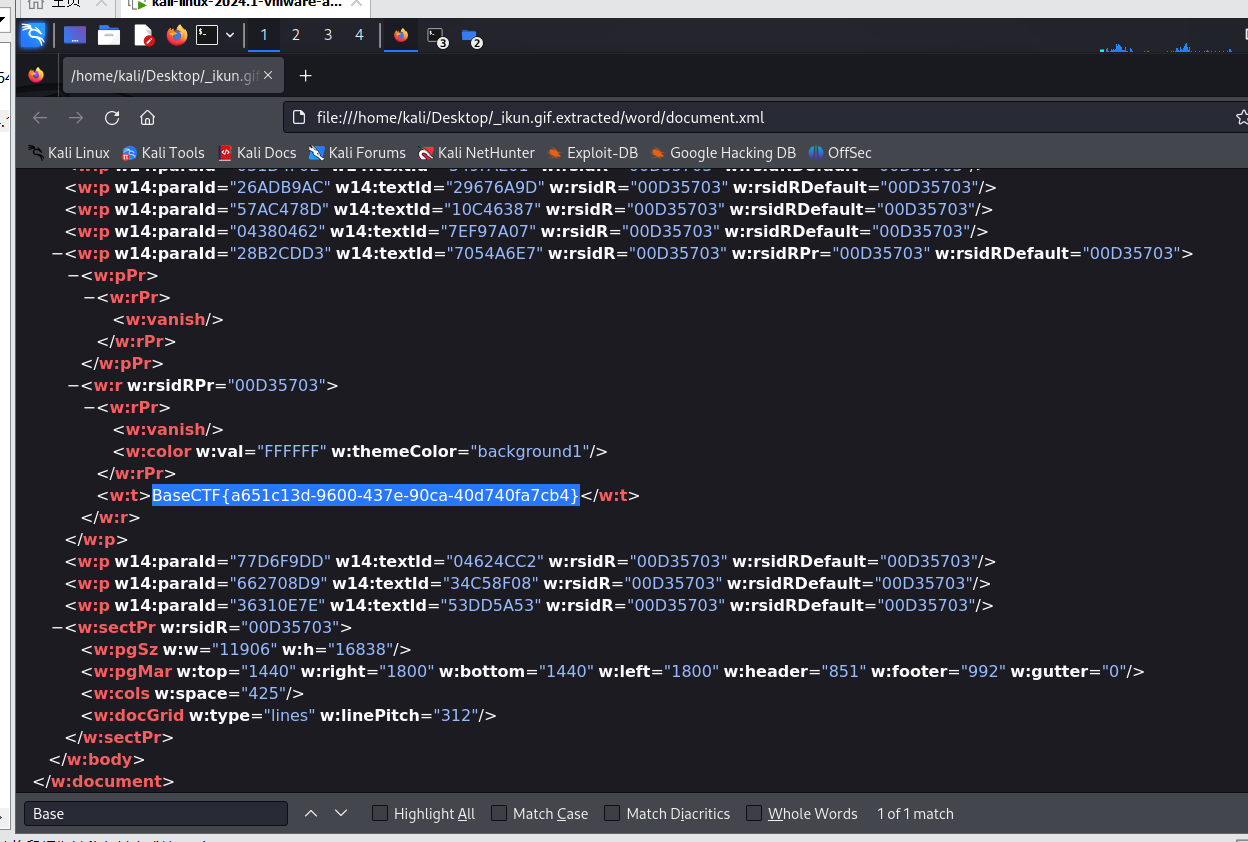 主页
kali-linux-2024.1-vmware-a...
1 2 3 4 3 2
/home/kali/Desktop/_ikun.gif
file:///home/kali/Desktop/_ikun.gif.extracted/word/document.xml
Kali Linux Kali Tools Kali Docs Kali Forums Kali NetHunter Exploit-DB Google Hacking DB OffSec
<w:p w14:paraId="26ADB9AC" w14:textId="29676A9D" w:rsidR="00D35703" w:rsidRDefault="00D35703"/>
<w:p w14:paraId="57AC478D" w14:textId="10C46387" w:rsidR="00D35703" w:rsidRDefault="00D35703"/>
<w:p w14:paraId="04380462" w14:textId="7EF97A07" w:rsidR="00D35703" w:rsidRDefault="00D35703"/>
−<w:p w14:paraId="28B2CDD3" w14:textId="7054A6E7" w:rsidR="00D35703" w:rsidRPr="00D35703" w:rsidRDefault="00D35703">
−<w:pPr>
−<w:rPr>
<w:vanish/>
</w:rPr>
</w:pPr>
−<w:r w:rsidRPr="00D35703">
−<w:rPr>
<w:vanish/>
<w:color w:val="FFFFFF" w:themeColor="background1"/>
</w:rPr>
<w:t>BaseCTF{a651c13d-9600-437e-90ca-40d740fa7cb4}</w:t>
</w:r>
</w:p>
<w:p w14:paraId="77D6F9DD" w14:textId="04624CC2" w:rsidR="00D35703" w:rsidRDefault="00D35703"/>
<w:p w14:paraId="662708D9" w14:textId="34C58F08" w:rsidR="00D35703" w:rsidRDefault="00D35703"/>
<w:p w14:paraId="36310E7E" w14:textId="53DD5A53" w:rsidR="00D35703" w:rsidRDefault="00D35703"/>
−<w:sectPr w:rsidR="00D35703">
<w:pgSz w:w="11906" w:h="16838"/>
<w:pgMar w:top="1440" w:right="1800" w:bottom="1440" w:left="1800" w:header="851" w:footer="992" w:gutter="0"/>
<w:cols w:space="425"/>
<w:docGrid w:type="lines" w:linePitch="312"/>
</w:sectPr>
</w:body>
</w:document>
Base Highlight All Match Case Match Diacritics Whole Words 1 of 1 match